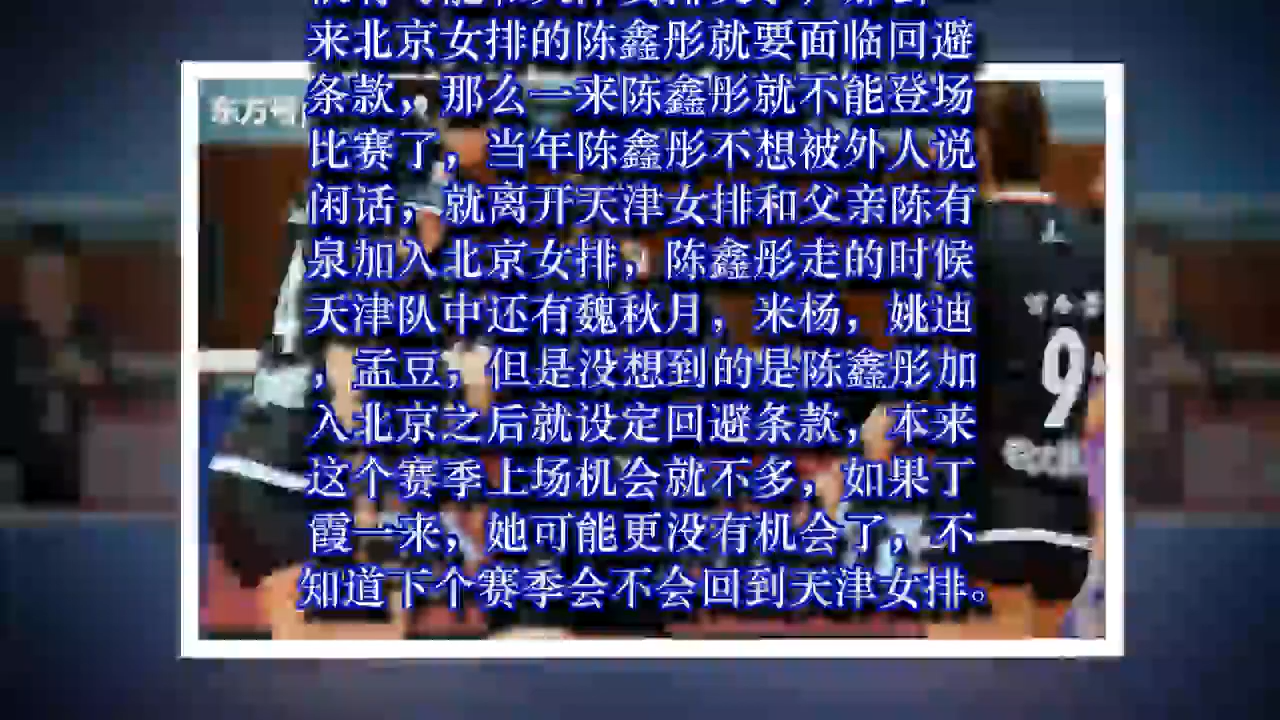 来北京女排的陈鑫彤就要面临回避
条款，那么一来陈鑫彤就不能登场
比赛了，当年陈鑫彤不想被外人说
闲话，就离开天津女排和父亲陈有
泉加入北京女排，陈鑫彤走的时候
天津队中还有魏秋月，米杨，姚迪
，孟豆，但是没想到的是陈鑫彤加
入北京之后就设定回避条款，本来
这个赛季上场机会就不多，如果丁
霞一来，她可能更没有机会了，不
知道下个赛季会不会回到天津女排。
东方号
9